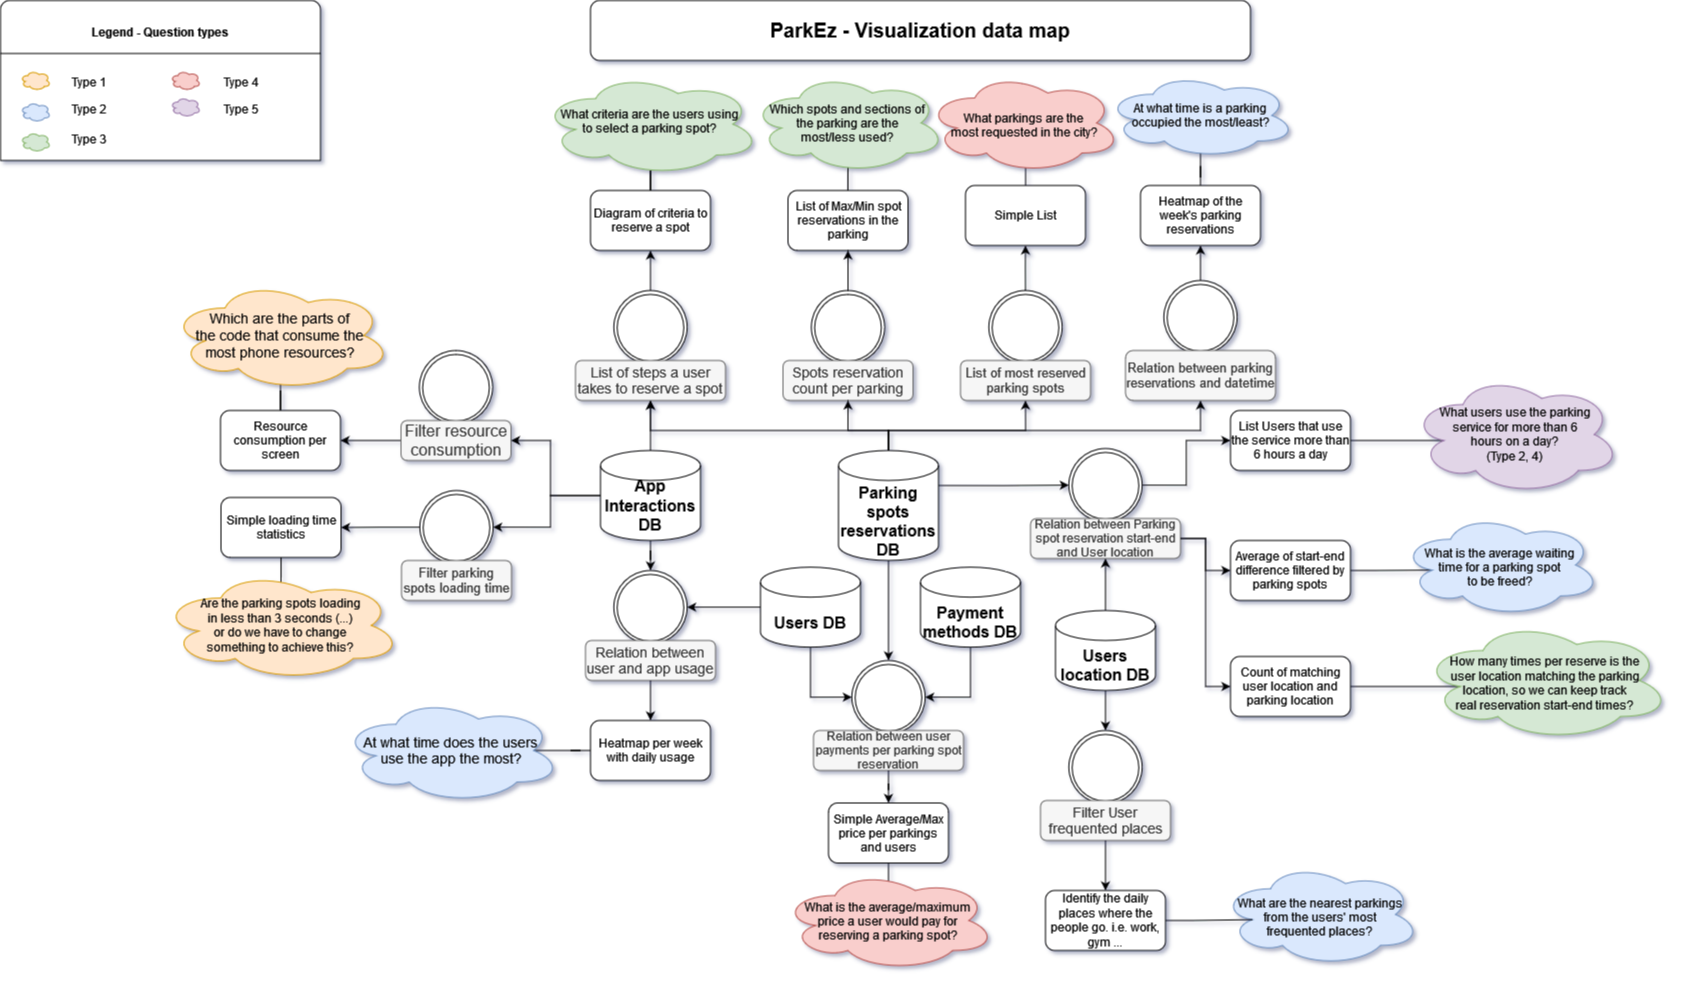 Legend - Question types
Type 1
Type 4
Type 2
Type 5
Type 3
ParkEz - Visualization data map
What criteria are the users using
to select a parking spot?
Which spots and sections of
the parking are the
most/less used?
What parkings are the
most requested in the city?
At what time is a parking
occupied the most/least?
Diagram of criteria to
reserve a spot
List of Max/Min spot
reservations in the
parking
Simple List
Heatmap of the
week's parking
reservations
Which are the parts of
the code that consume the
most phone resources?
List of steps a user
takes to reserve a spot
Spots reservation
count per parking
List of most reserved
parking spots
Relation between parking
reservations and datetime
Resource
consumption per
screen
Filter resource
consumption
List Users that use
the service more than
6 hours a day
What users use the parking
service for more than 6
hours on a day?
(Type 2, 4)
App
Interactions
DB
Parking
spots
reservations
DB
Simple loading time
statistics
Filter parking
spots loading time
Relation between Parking
spot reservation start-end
and User location
Average of start-end
difference filtered by
parking spots
What is the average waiting
time for a parking spot
to be freed?
Are the parking spots loading
in less than 3 seconds (...)
or do we have to change
something to achieve this?
Users DB
Payment
methods DB
Relation between
user and app usage
Users
location DB
Count of matching
user location and
parking location
How many times per reserve is the
user location matching the parking
location, so we can keep track
real reservation start-end times?
At what time does the users
use the app the most?
Heatmap per week
with daily usage
Relation between user
payments per parking spot
reservation
Filter User
frequented places
Simple Average/Max
price per parkings
and users
What is the average/maximum
price a user would pay for
reserving a parking spot?
Identify the daily
places where the
people go. i.e. work,
gym ...
What are the nearest parkings
from the users' most
frequented places?